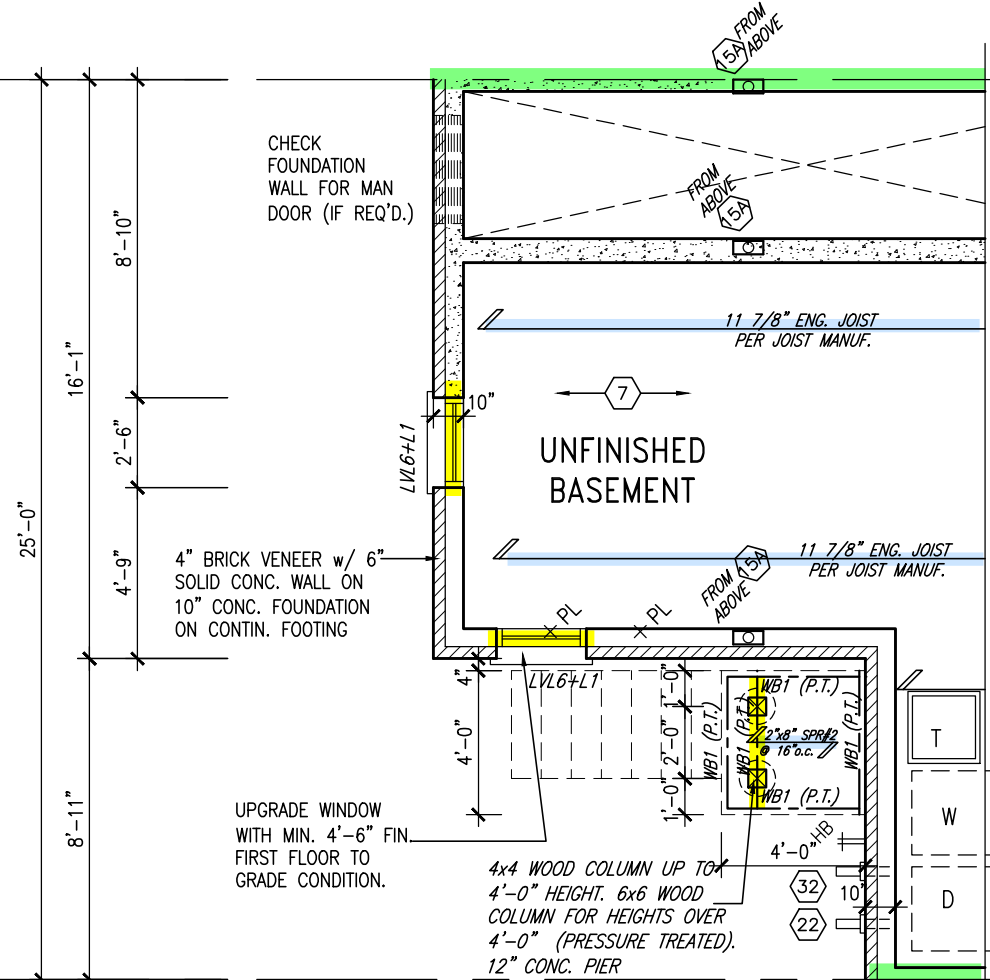 15A
FROM
ABOVE
CHECK
FOUNDATION
WALL FOR MAN
DOOR (IF REQ'D.)
FROM
ABOVE
15A
8'-10"
16'-1"
25'-0"
11 7/8" ENG. JOIST
PER JOIST MANUF.
7
10"
LVL6+L1
2'-6"
UNFINISHED
BASEMENT
4'-9"
4" BRICK VENEER w/ 6"
SOLID CONC. WALL ON
10" CONC. FOUNDATION
ON CONTIN. FOOTING
11 7/8" ENG. JOIST
PER JOIST MANUF.
FROM
ABOVE
15A
PL
PL
LVL6+L1
4"
4'-0"
1'-0"
2'-0"
1'-0"
WB1 (P.T.)
WB1 (P.T.)
WB1 (P.T.)
WB1 (P.T.)
WB1 (P.T.)
2"x8" SPR#2
@ 16"o.c.
T
W
D
8'-11"
UPGRADE WINDOW
WITH MIN. 4'-6" FIN.
FIRST FLOOR TO
GRADE CONDITION.
HB
4'-0"
4x4 WOOD COLUMN UP TO
4'-0" HEIGHT. 6x6 WOOD
COLUMN FOR HEIGHTS OVER
4'-0" (PRESSURE TREATED).
12" CONC. PIER
32
22
10"